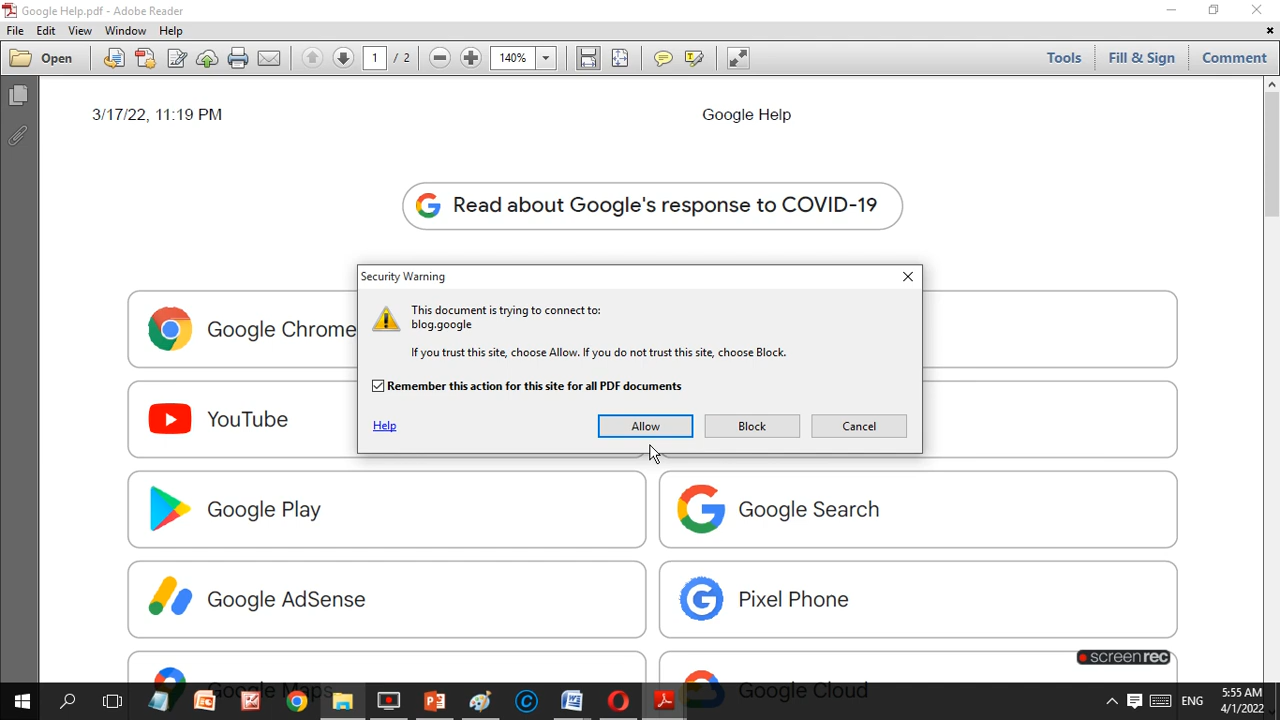 Google Help.pdf - Adobe Reader
File Edit View Window Help
Open 1 / 2 140% Tools Fill & Sign Comment
3/17/22, 11:19 PM Google Help
Read about Google's response to COVID-19
Security Warning
This document is trying to connect to:
blog.google
If you trust this site, choose Allow. If you do not trust this site, choose Block.
Remember this action for this site for all PDF documents
Help Allow Block Cancel
Google Chrome
YouTube
Google Play Google Search
Google AdSense Pixel Phone
screenrec
Google Maps Google Cloud
ENG 5:55 AM
4/1/2022